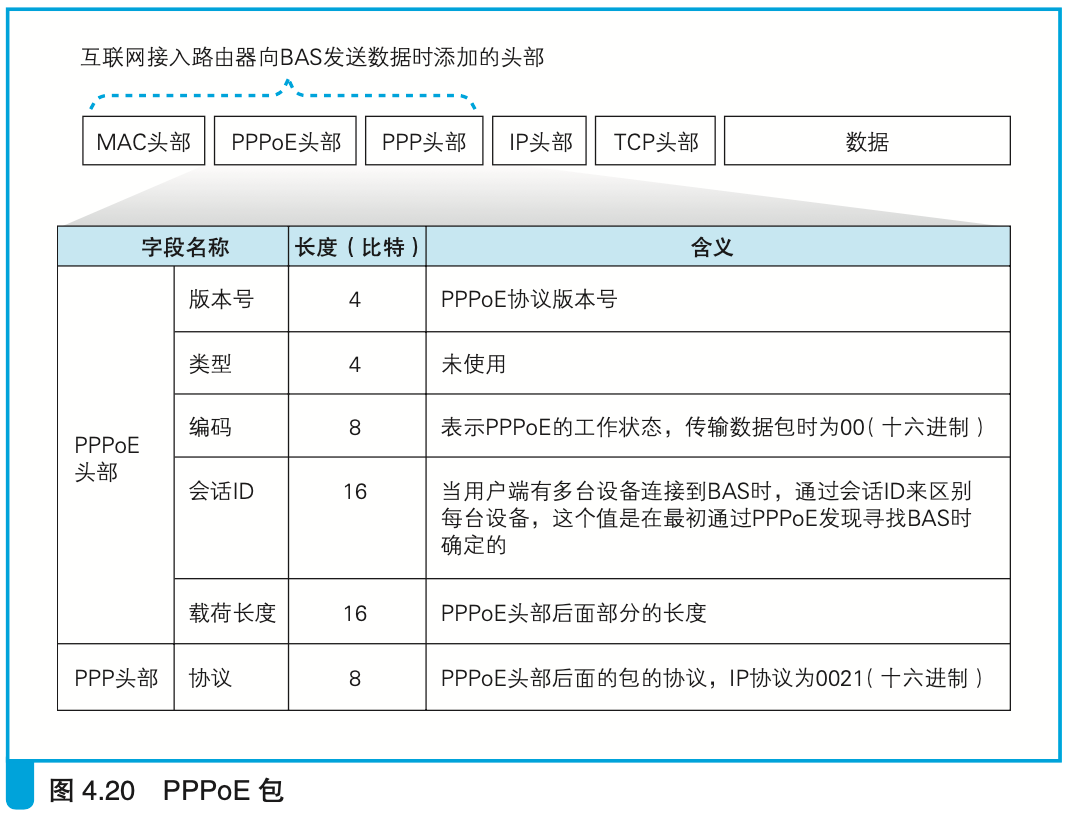 互联网接入路由器向BAS发送数据时添加的头部
MAC头部 PPPoE头部 PPP头部 IP头部 TCP头部 数据
字段名称 长度（比特） 含义
PPPoE
头部
版本号 4 PPPoE协议版本号
类型 4 未使用
编码 8 表示PPPoE的工作状态，传输数据包时为00（十六进制）
会话ID 16 当用户端有多台设备连接到BAS时，通过会话ID来区别
每台设备，这个值是在最初通过PPPoE发现寻找BAS时
确定的
载荷长度 16 PPPoE头部后面部分的长度
PPP头部 协议 8 PPPoE头部后面的包的协议，IP协议为0021（十六进制）
图 4.20 PPPoE 包